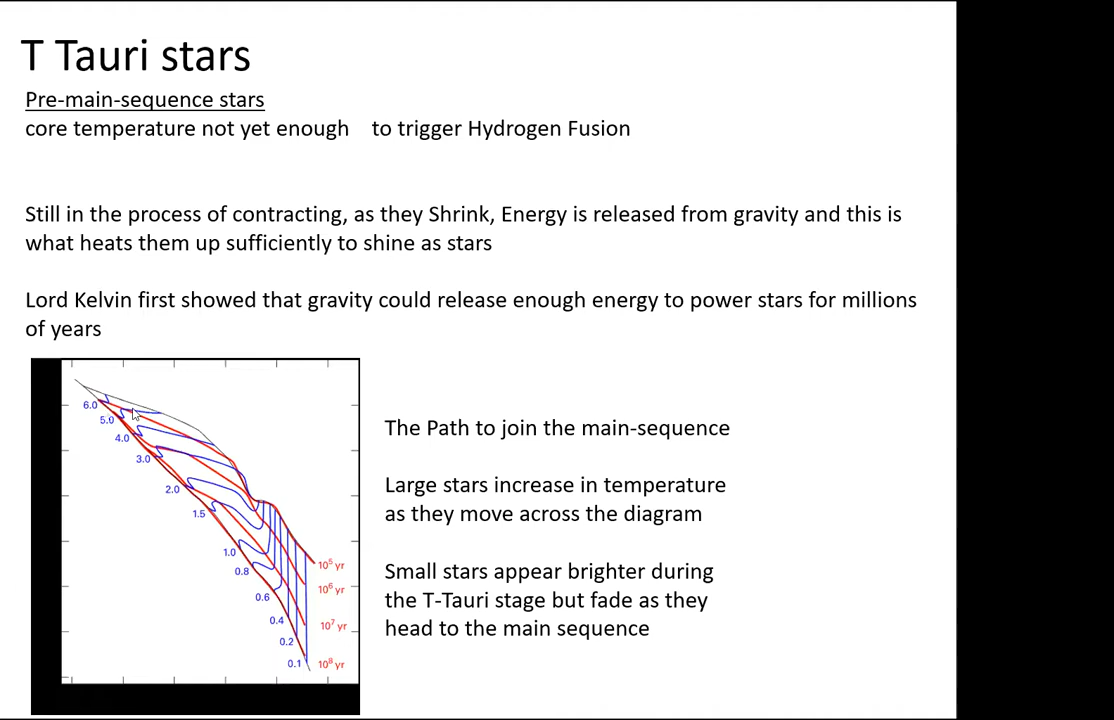 T Tauri stars
Pre-main-sequence stars
core temperature not yet enough to trigger Hydrogen Fusion
Still in the process of contracting, as they Shrink, Energy is released from gravity and this is
what heats them up sufficiently to shine as stars
Lord Kelvin first showed that gravity could release enough energy to power stars for millions
of years
6.0
5.0
4.0
3.0
2.0
1.5
1.0
0.8
0.6
0.4
0.2
0.1
10⁵ yr
10⁶ yr
10⁷ yr
10⁸ yr
The Path to join the main-sequence
Large stars increase in temperature
as they move across the diagram
Small stars appear brighter during
the T-Tauri stage but fade as they
head to the main sequence